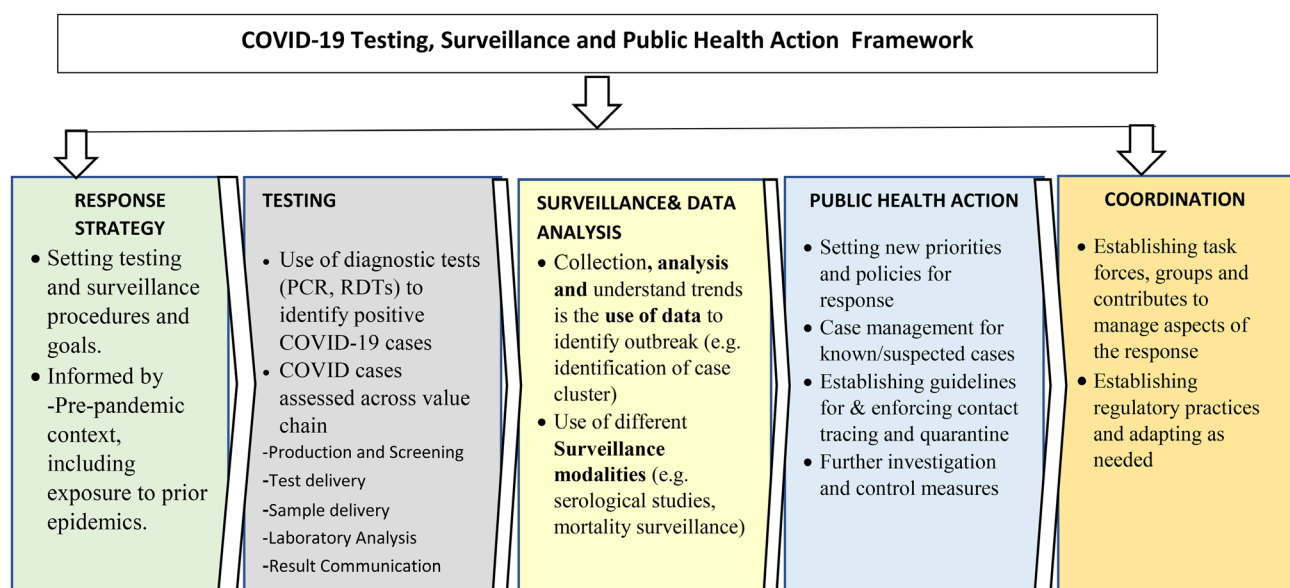 COVID-19 Testing, Surveillance and Public Health Action Framework
RESPONSE
STRATEGY
• Setting testing
and surveillance
procedures and
goals.
• Informed by
-Pre-pandemic
context,
including
exposure to prior
epidemics.
TESTING
• Use of diagnostic tests
(PCR, RDTs) to
identify positive
COVID-19 cases
• COVID cases
assessed across value
chain
-Production and Screening
-Test delivery
-Sample delivery
-Laboratory Analysis
-Result Communication
SURVEILLANCE& DATA
ANALYSIS
• Collection, analysis
and understand trends
is the use of data to
identify outbreak (e.g.
identification of case
cluster)
• Use of different
Surveillance
modalities (e.g.
serological studies,
mortality surveillance)
PUBLIC HEALTH ACTION
• Setting new priorities
and policies for
response
• Case management for
known/suspected cases
• Establishing guidelines
for & enforcing contact
tracing and quarantine
• Further investigation
and control measures
COORDINATION
• Establishing task
forces, groups and
contributes to
manage aspects of
the response
• Establishing
regulatory practices
and adapting as
needed